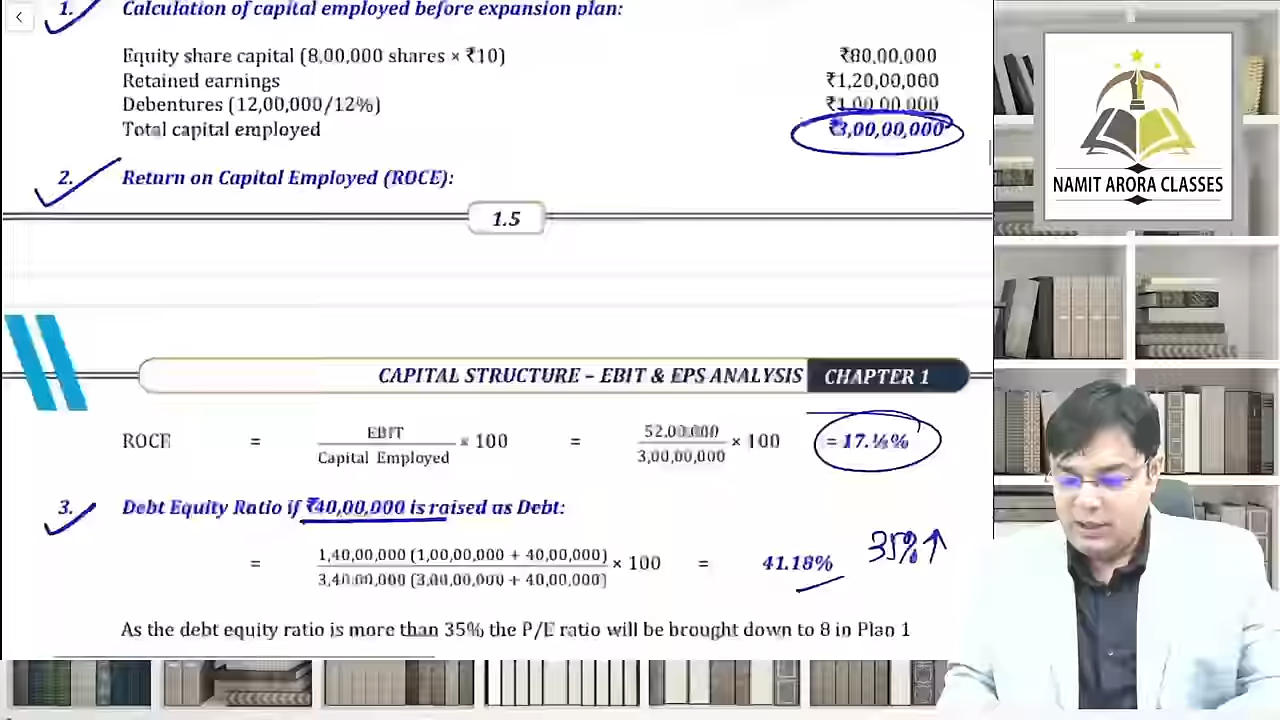 1. Calculation of capital employed before expansion plan:
Equity share capital (8,00,000 shares × ₹10) ₹80,00,000
Retained earnings ₹1,20,00,000
Debentures (12,00,000/12%) ₹1,00,00,000
Total capital employed ₹3,00,00,000
2. Return on Capital Employed (ROCE):
1.5
CAPITAL STRUCTURE – EBIT & EPS ANALYSIS CHAPTER 1
ROCE = EBIT / Capital Employed × 100 = 52,00,000 / 3,00,00,000 × 100
3. Debt Equity Ratio if ₹40,00,000 is raised as Debt:
= 1,40,00,000 (1,00,00,000 + 40,00,000) / 3,40,00,000 (3,00,00,000 + 40,00,000) × 100 = 41.18% 35% ↑
As the debt equity ratio is more than 35% the P/E ratio will be brought down to 8 in Plan 1
NAMIT ARORA CLASSES